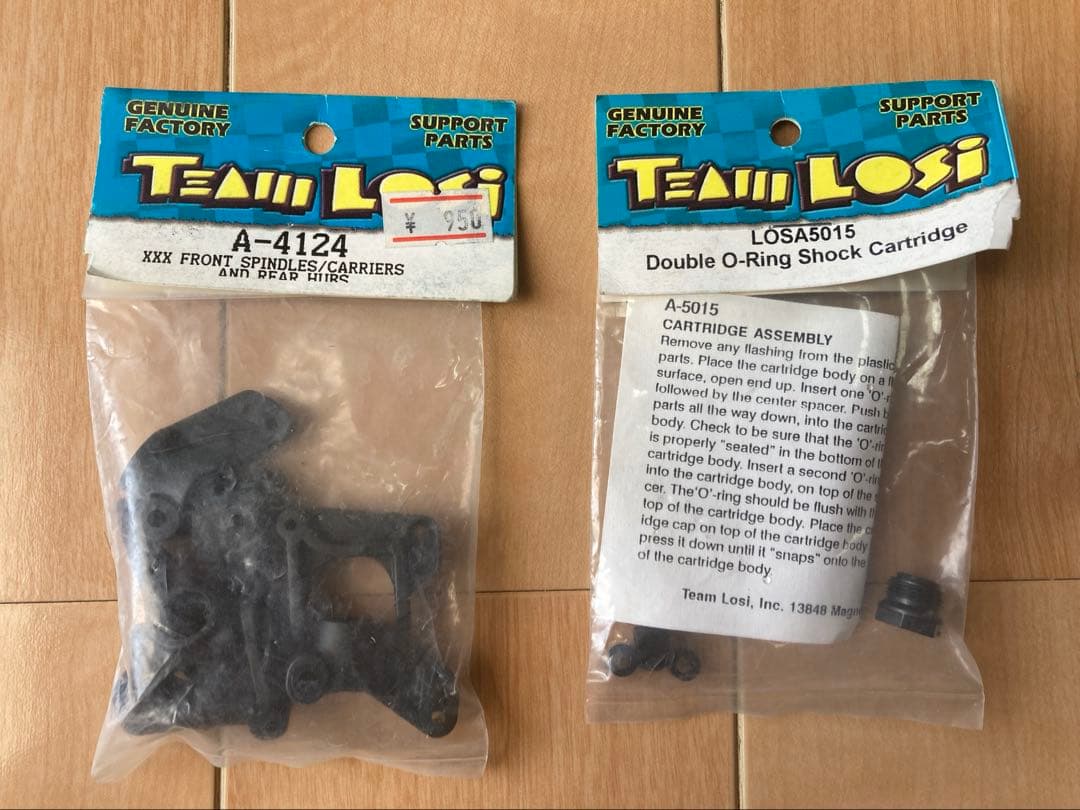 GENUINE
FACTORY
SUPPORT
PARTS
TEAM LOSi
¥ 950
A-4124
XXX FRONT SPINDLES/CARRIERS
AND REAR HUBS
GENUINE
FACTORY
SUPPORT
PARTS
TEAM LOSi
LOSA5015
Double O-Ring Shock Cartridge
A-5015
CARTRIDGE ASSEMBLY
Remove any flashing from the plastic
parts. Place the cartridge body on a
surface, open end up. Insert one 'O'-
followed by the center spacer. Push
parts all the way down, into the
body. Check to be sure that the 'O'-
is properly "seated" in the bottom of
cartridge body. Insert a second 'O'-
into the cartridge body, on top of the
cer. The 'O'-ring should be flush with
top of the cartridge body. Place the
idge cap on top of the cartridge body
press it down until it "snaps" onto the
of the cartridge body.
Team Losi, Inc. 13848